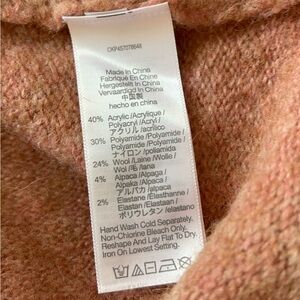 CKP457078648
Made In China
Fabriqué en Chine
Hergestellt in China
Vervaardigd in China
中国製
hecho en china
40% Acrylic /Acrylique /
Polyacryl /Acryl /
アクリル /acrílico
30% Polyamide /Polyamide /
Polyamide /Polyamide /
ナイロン /poliamida
24% Wool /Laine /Wolle /
Wol /毛 /lana
4% Alpaca /Alpaga /
Alpaka /Alpaca /
アルパカ /alpaca
2% Elastane /Elasthanne /
Elastan /Elastaan /
ポリウレタン /elastano
Hand Wash Cold Separately.
Non-Chlorine Bleach Only.
Reshape And Lay Flat To Dry.
Iron On Lowest Setting.